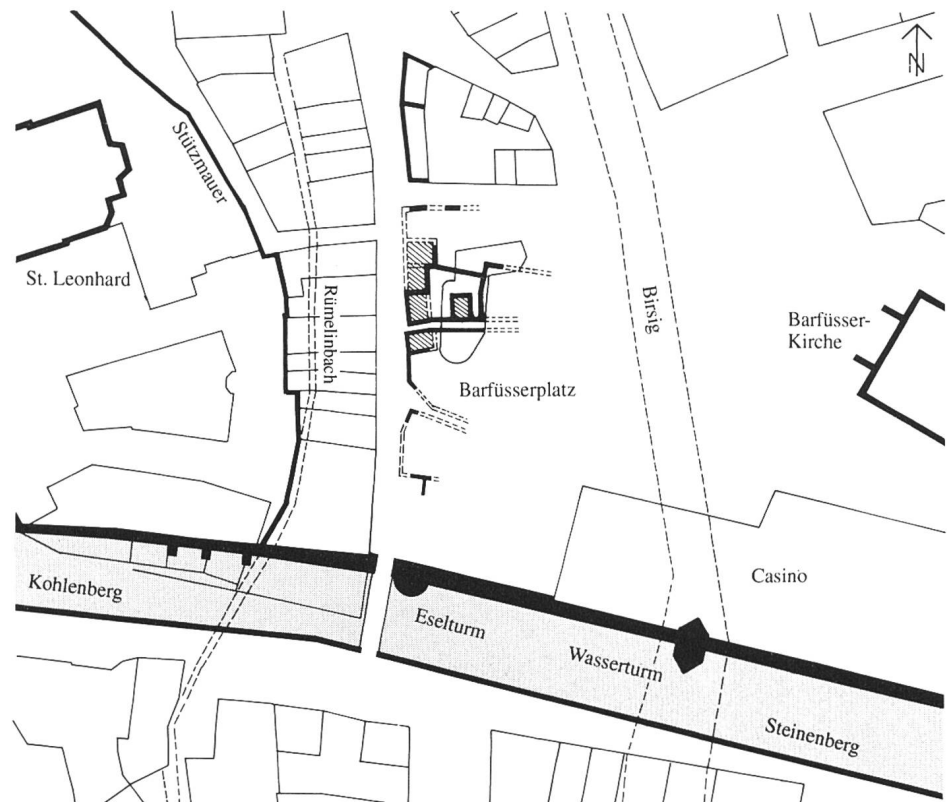 N
Stützmauer
St. Leonhard
Rümelinbach
Birsig
Barfüsser-
Kirche
Barfüsserplatz
Casino
Kohlenberg
Eselturm
Wasserturm
Steinenberg